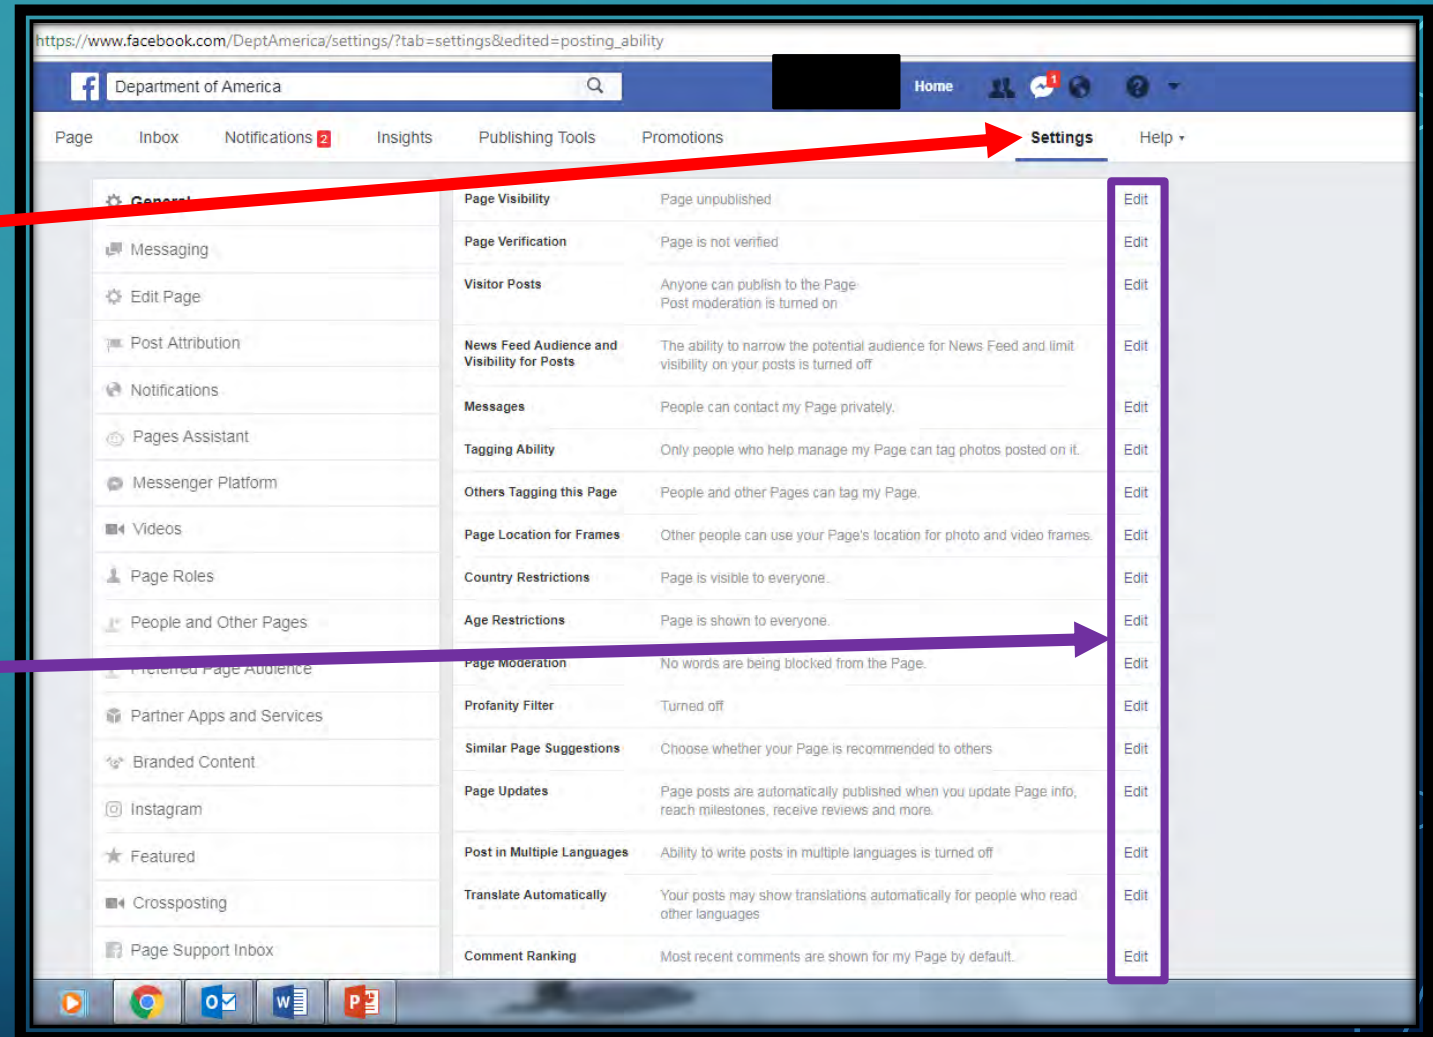 https://www.facebook.com/DeptAmerica/settings/?tab=settings&edited=posting_ability
f Department of America Home 1
Page Inbox Notifications 2 Insights Publishing Tools Promotions Settings Help
General
Messaging
Edit Page
Post Attribution
Notifications
Pages Assistant
Messenger Platform
Videos
Page Roles
People and Other Pages
Preferred Page Audience
Partner Apps and Services
Branded Content
Instagram
Featured
Crossposting
Page Support Inbox
Page Visibility Page unpublished Edit
Page Verification Page is not verified Edit
Visitor Posts Anyone can publish to the Page Edit
Post moderation is turned on
News Feed Audience and The ability to narrow the potential audience for News Feed and limit Edit
Visibility for Posts visibility on your posts is turned off
Messages People can contact my Page privately. Edit
Tagging Ability Only people who help manage my Page can tag photos posted on it. Edit
Others Tagging this Page People and other Pages can tag my Page. Edit
Page Location for Frames Other people can use your Page's location for photo and video frames. Edit
Country Restrictions Page is visible to everyone. Edit
Age Restrictions Page is shown to everyone. Edit
Page Moderation No words are being blocked from the Page. Edit
Profanity Filter Turned off Edit
Similar Page Suggestions Choose whether your Page is recommended to others Edit
Page Updates Page posts are automatically published when you update Page info, Edit
reach milestones, receive reviews and more.
Post in Multiple Languages Ability to write posts in multiple languages is turned off Edit
Translate Automatically Your posts may show translations automatically for people who read Edit
other languages
Comment Ranking Most recent comments are shown for my Page by default. Edit